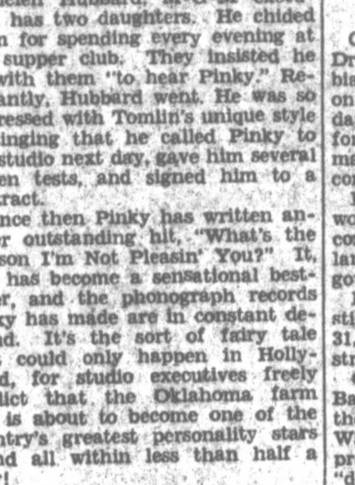 has two daughters. He chided
for spending every evening at
supper club. They insisted he
with them "to hear Pinky." Re-
antly, Hubbard went. He was so
ressed with Tomlin's unique style
inging that he called Pinky to
studio next day, gave him several
en tests, and signed him to a
tract.
nce then Pinky has written an-
r outstanding hit, "What's the
son I'm Not Pleasin' You?" It,
has become a sensational best-
r, and the phonograph records
ky has made are in constant de-
nd. It's the sort of fairy tale
could only happen in Holly-
d, for studio executives freely
dict that the Oklahoma farm
is about to become one of the
ntry's greatest personality stars
nd all within less than half a